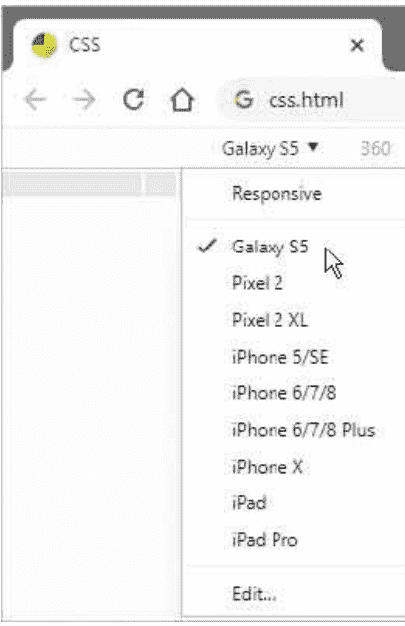 CSS
css.html
Galaxy S5 360
Responsive
Galaxy S5
Pixel 2
Pixel 2 XL
iPhone 5/SE
iPhone 6/7/8
iPhone 6/7/8 Plus
iPhone X
iPad
iPad Pro
Edit...